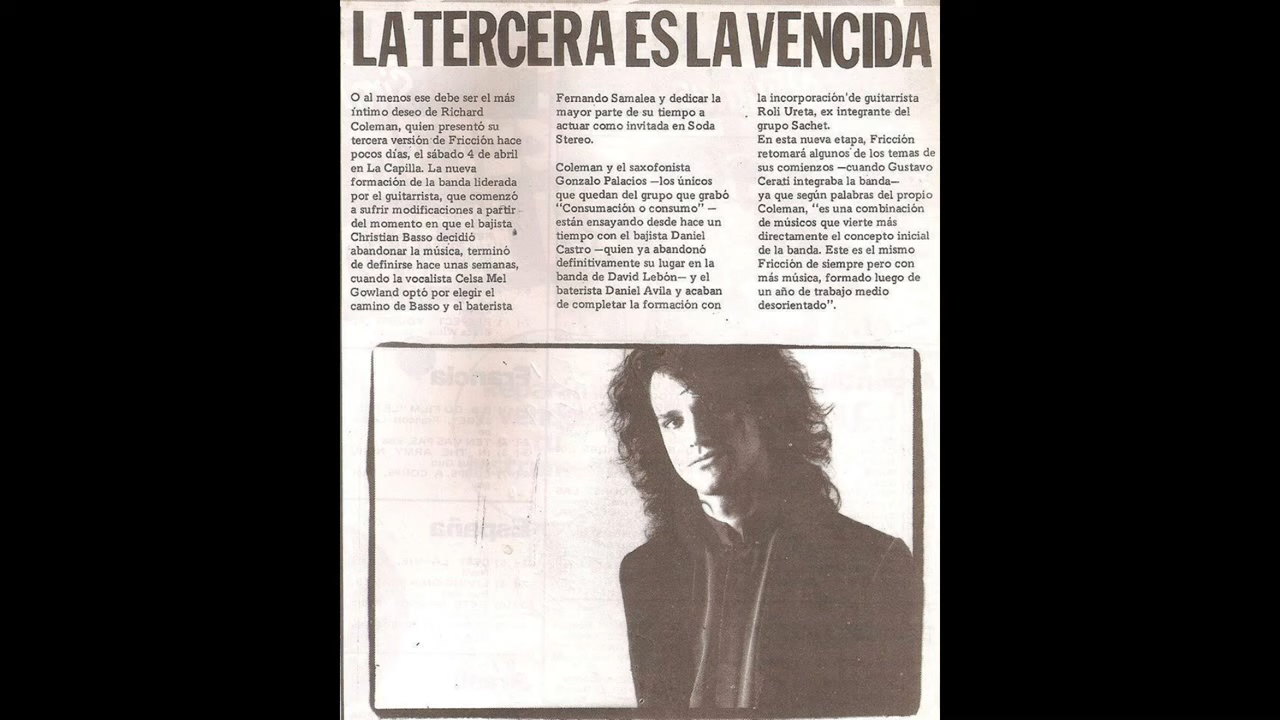 LA TERCERA ES LA VENCIDA
O al menos ese debe ser el más
íntimo deseo de Richard
Coleman, quien presentó su
tercera versión de Fricción hace
pocos días, el sábado 4 de abril
en La Capilla. La nueva
formación de la banda liderada
por el guitarrista, que comenzó
a sufrir modificaciones a partir
del momento en que el bajista
Christian Basso decidió
abandonar la música, terminó
de definirse hace unas semanas,
cuando la vocalista Celsa Mel
Gowland optó por elegir el
camino de Basso y el baterista
Fernando Samalea y dedicar la
mayor parte de su tiempo a
actuar como invitada en Soda
Stereo.
Coleman y el saxofonista
Gonzalo Palacios —los únicos
que quedan del grupo que grabó
"Consumación o consumo" —
están ensayando desde hace un
tiempo con el bajista Daniel
Castro —quien ya abandonó
definitivamente su lugar en la
banda de David Lebón— y el
baterista Daniel Avila y acaban
de completar la formación con
la incorporación de guitarrista
Roli Ureta, ex integrante del
grupo Sachet.
En esta nueva etapa, Fricción
retomará algunos de los temas de
sus comienzos —cuando Gustavo
Cerati integraba la banda—
ya que según palabras del propio
Coleman, "es una combinación
de músicos que vierte más
directamente el concepto inicial
de la banda. Este es el mismo
Fricción de siempre pero con
más música, formado luego de
un año de trabajo medio
desorientado".
Francia
España